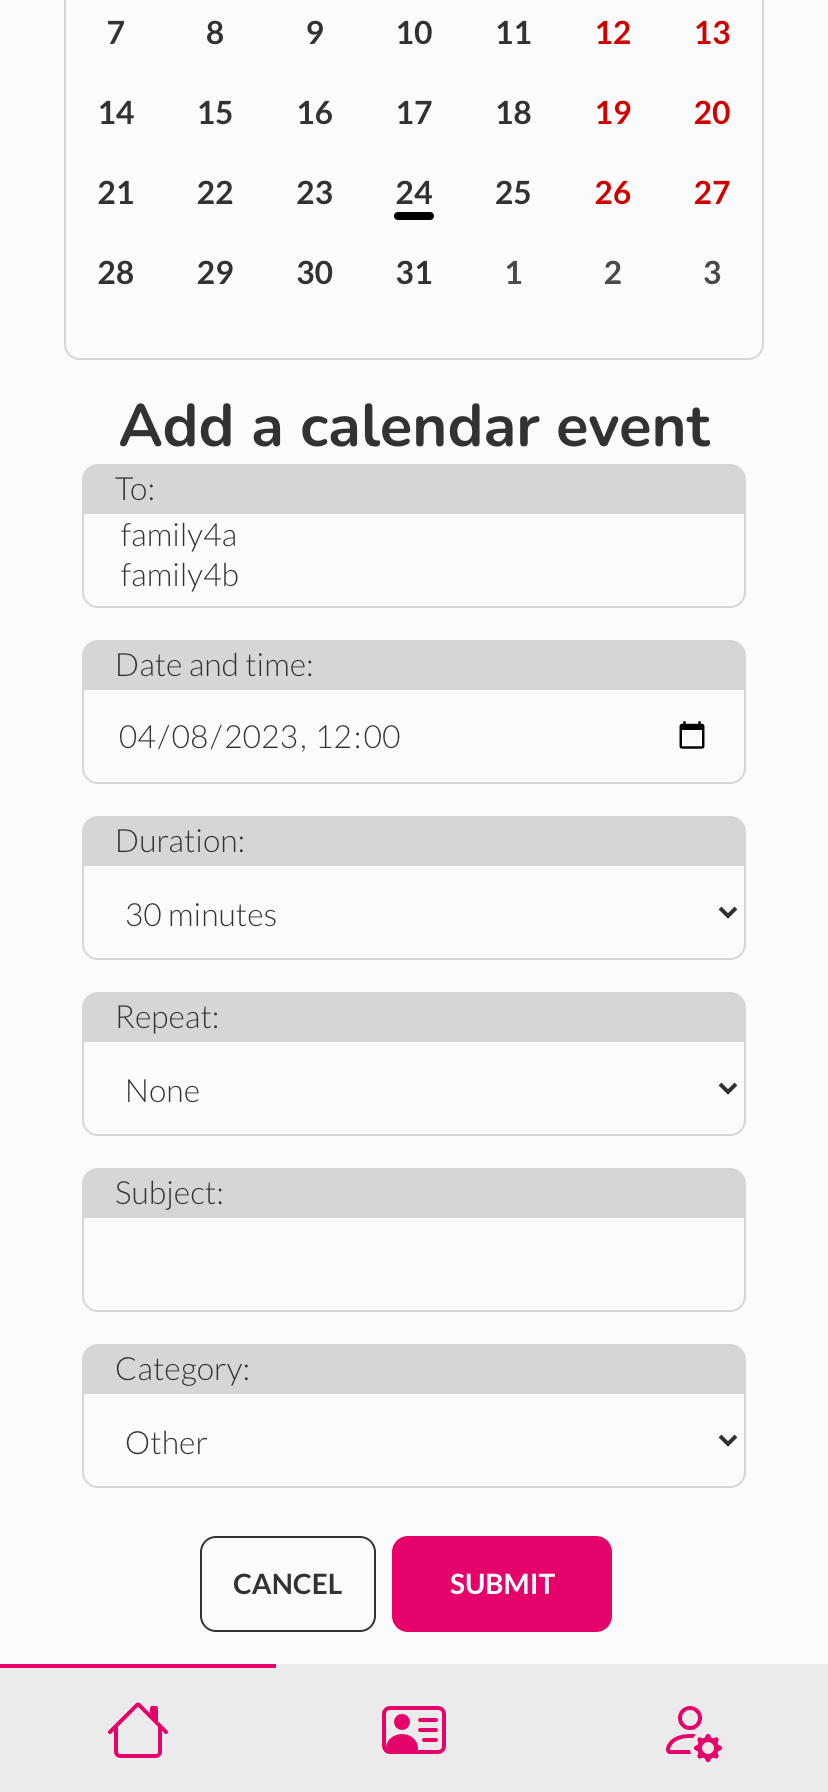 7 8 9 10 11 12 13
14 15 16 17 18 19 20
21 22 23 24 25 26 27
28 29 30 31 1 2 3
Add a calendar event
To:
family4a
family4b
Date and time:
04/08/2023, 12:00
Duration:
30 minutes
Repeat:
None
Subject:
Category:
Other
CANCEL SUBMIT